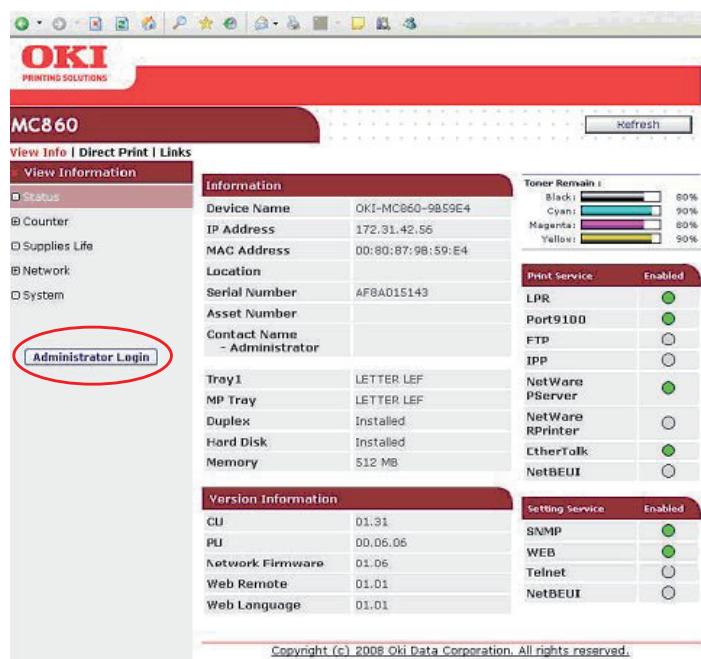 OKI
PRINTING SOLUTIONS
MC860
Refresh
View Info | Direct Print | Links
View Information
Status
Counter
Supplies Life
Network
System
Administrator Login
Information
Device Name OKI-MC860-9B59E4
IP Address 172.31.42.56
MAC Address 00:80:87:9B:59:E4
Location
Serial Number AF8A015143
Asset Number
Contact Name
- Administrator
Tray1 LETTER LEF
MP Tray LETTER LEF
Duplex Installed
Hard Disk Installed
Memory 512 MB
Version Information
CU 01.31
PU 00.06.06
Network Firmware 01.06
Web Remote 01.01
Web Language 01.01
Toner Remain :
Black: 80%
Cyan: 90%
Magenta: 80%
Yellow: 90%
Print Service Enabled
LPR
Port9100
FTP
IPP
NetWare
PServer
NetWare
RPrinter
EtherTalk
NetBEUI
Setting Service Enabled
SNMP
WEB
Telnet
NetBEUI
Copyright (c) 2008 Oki Data Corporation. All rights reserved.